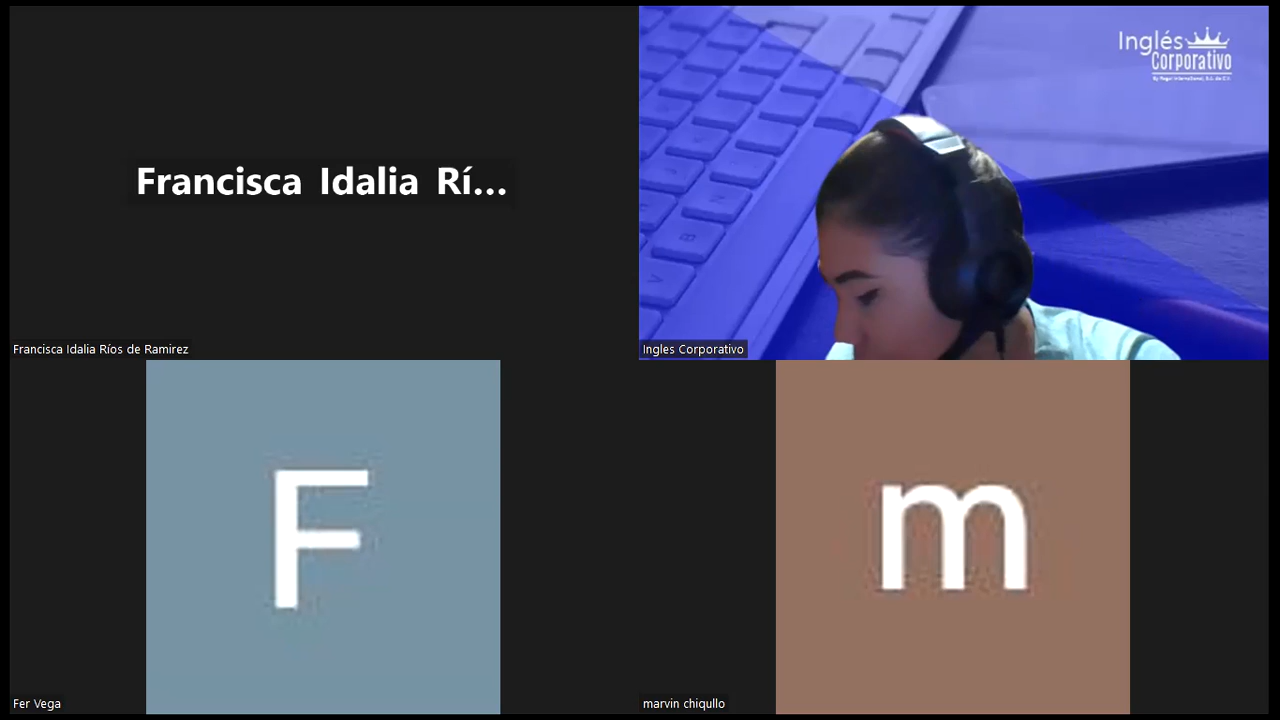 Francisca Idalia Rí...
Francisca Idalia Ríos de Ramirez
Inglés
Corporativo
Ingles Corporativo
F
Fer Vega
m
marvin chiqullo